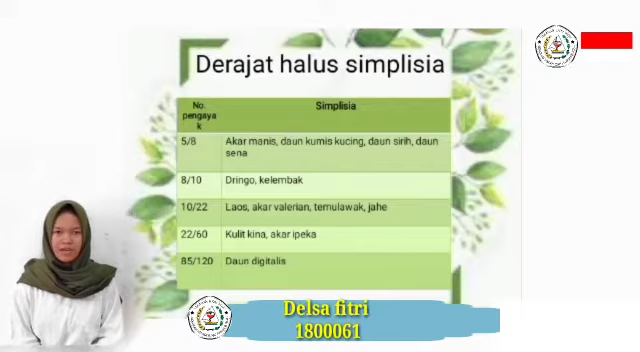 Derajat halus simplisia
No. pengaya k
Simplisia
5/8
Akar manis, daun kumis kucing, daun sirih, daun sena
8/10
Dringo, kelembak
10/22
Laos, akar valerian, temulawak, jahe
22/60
Kulit kina, akar ipeka
85/120
Daun digitalis
Delsa fitri
1800061